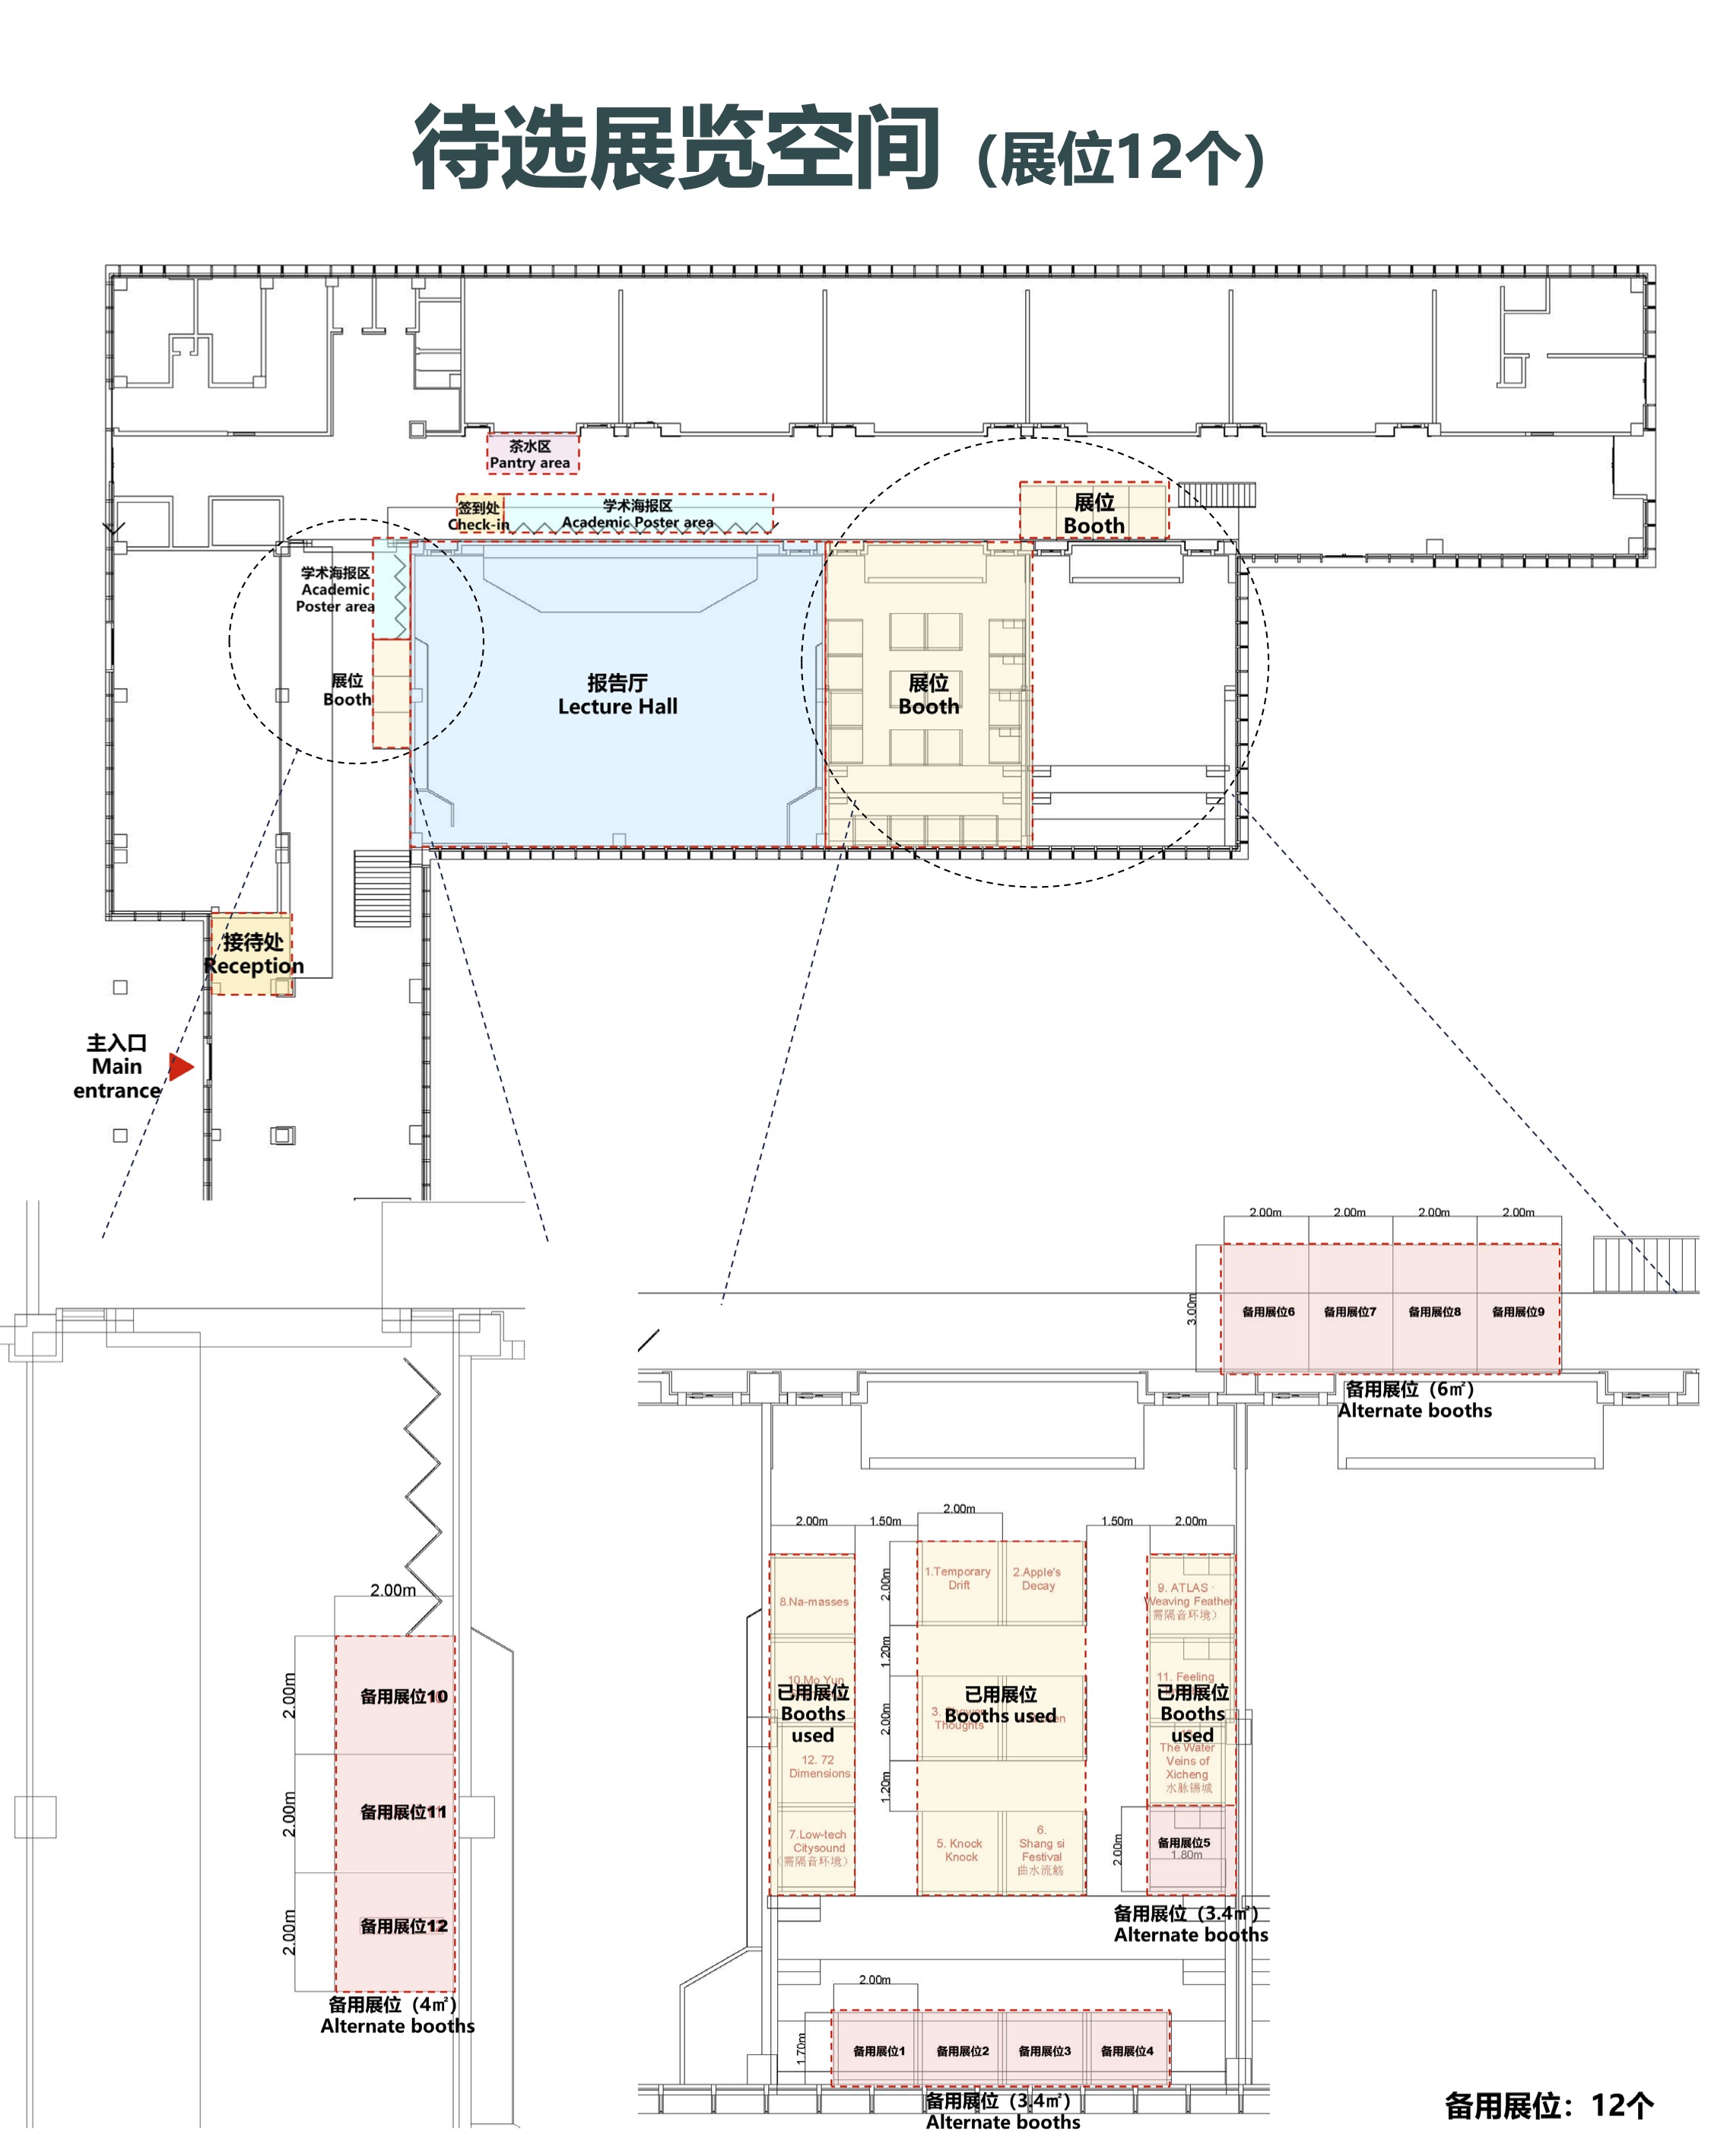 待选展览空间（展位12个）
茶水区
Pantry area
签到处
Check-in
学术海报区
Academic Poster area
展位
Booth
学术海报区
Academic
Poster area
展位
Booth
报告厅
Lecture Hall
展位
Booth
接待处
Reception
主入口
Main
entrance
2.00m
2.00m
2.00m
2.00m
3.00m
备用展位6
备用展位7
备用展位8
备用展位9
备用展位（6㎡）
Alternate booths
2.00m
2.00m
备用展位10
2.00m
备用展位11
2.00m
备用展位12
备用展位（4㎡）
Alternate booths
2.00m
1.50m
2.00m
1.50m
2.00m
8.Na-masses
10.Mo Yun
已用展位
Booths
used
12. 72
Dimensions
7.Low-tech
Citysound
（需隔音环境）
2.00m
1.20m
2.00m
1.20m
1.Temporary
Drift
2.Apple's
Decay
已用展位
Booths used
3. Shower
Thoughts
5. Knock
Knock
6.
Shang si
Festival
曲水流觞
9. ATLAS ·
Weaving Feather
（需隔音环境）
11. Feeling
已用展位
Booths
used
The Water
Veins of
Xicheng
水脉锡城
2.00m
备用展位5
1.80m
备用展位（3.4㎡）
Alternate booths
2.00m
1.70m
备用展位1
备用展位2
备用展位3
备用展位4
备用展位（3.4㎡）
Alternate booths
备用展位：12个